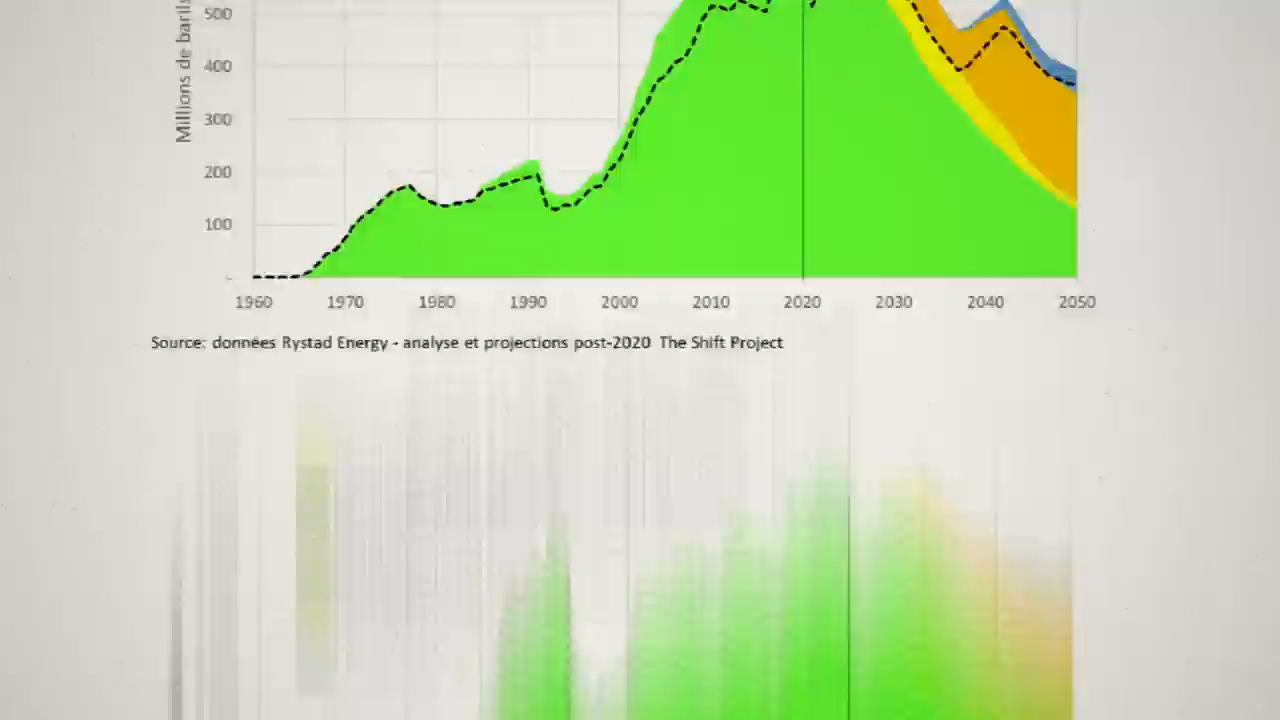 Millions de barils
500
400
300
200
100
-
1960 1970 1980 1990 2000 2010 2020 2030 2040 2050
Source: données Rystad Energy - analyse et projections post-2020 The Shift Project